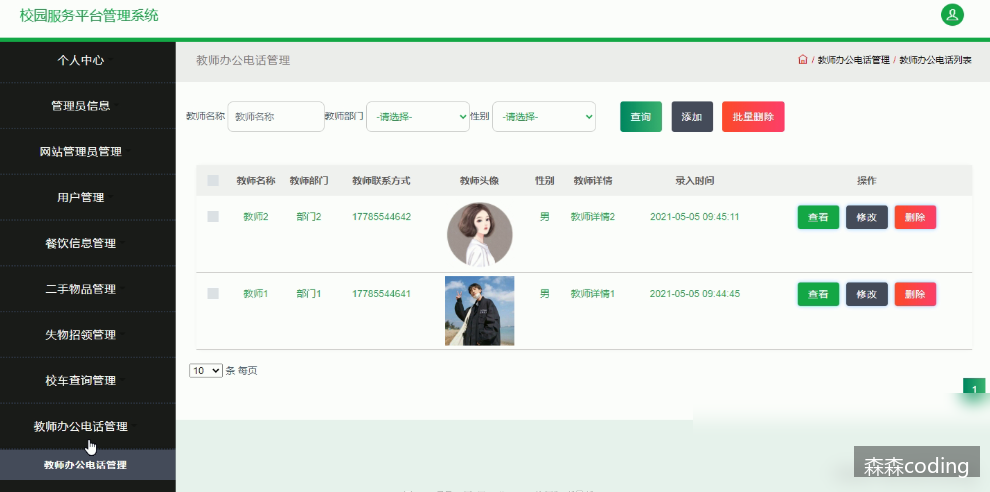 校园服务平台管理系统
个人中心
管理员信息
网站管理员管理
用户管理
餐饮信息管理
二手物品管理
失物招领管理
校车查询管理
教师办公电话管理
教师办公电话管理
教师办公电话管理
/ 教师办公电话管理 / 教师办公电话列表
教师名称 教师名称 教师部门 -请选择- 性别 -请选择- 查询 添加 批量删除
教师名称 教师部门 教师联系方式 教师头像 性别 教师详情 录入时间 操作
教师2 部门2 17785544642 男 教师详情2 2021-05-05 09:45:11 查看 修改 删除
教师1 部门1 17785544641 男 教师详情1 2021-05-05 09:44:45 查看 修改 删除
10 条 每页
1
森森coding